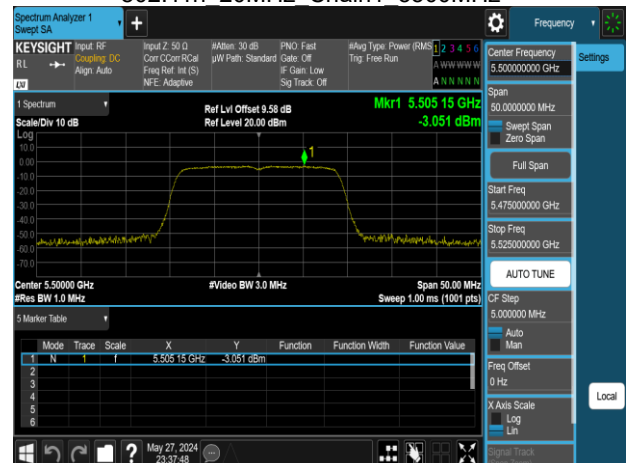 Spectrum Analyzer 1
Swept SA
+
Frequency
KEYSIGHT
RL
LXI
Input: RF
Coupling: DC
Align: Auto
Input Z: 50 Ω
Corr CCorr RCal
Freq Ref: Int (S)
NFE: Adaptive
#Atten: 30 dB
µW Path: Standard
PNO: Fast
Gate: Off
IF Gain: Low
Sig Track: Off
#Avg Type: Power (RMS
Trig: Free Run
1 2 3 4 5 6
A W W W W W
A N N N N N
1 Spectrum
Scale/Div 10 dB
Log
Ref Lvl Offset 9.58 dB
Ref Level 20.00 dBm
Mkr1 5.505 15 GHz
-3.051 dBm
1
10.0
0.00
-10.0
-20.0
-30.0
-40.0
-50.0
-60.0
-70.0
Center 5.50000 GHz
#Res BW 1.0 MHz
#Video BW 3.0 MHz
Span 50.00 MHz
Sweep 1.00 ms (1001 pts)
5 Marker Table
Mode Trace Scale X Y Function Function Width Function Value
1 N 1 f 5.505 15 GHz -3.051 dBm
2
3
4
5
6
May 27, 2024
23:37:48
Center Frequency
5.500000000 GHz
Span
50.0000000 MHz
Swept Span
Zero Span
Full Span
Start Freq
5.475000000 GHz
Stop Freq
5.525000000 GHz
AUTO TUNE
CF Step
5.000000 MHz
Auto
Man
Freq Offset
0 Hz
X Axis Scale
Log
Lin
Signal Track
Settings
Local